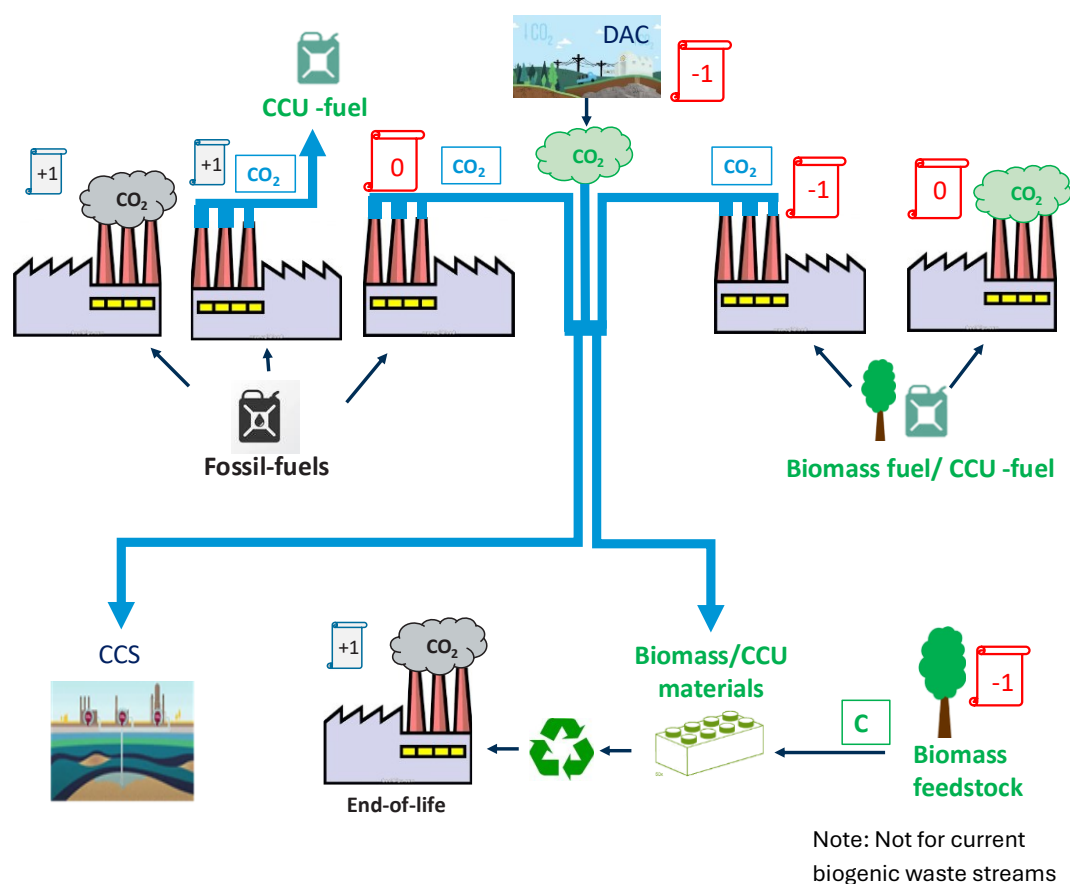 DAC
CO₂
-1
CCU -fuel
+1
CO₂
+1
CO₂
0
CO₂
CO₂
CO₂
-1
0
CO₂
Fossil-fuels
Biomass fuel/ CCU -fuel
CCS
+1
CO₂
Biomass/CCU
materials
C
-1
End-of-life
Biomass
feedstock
Note: Not for current
biogenic waste streams